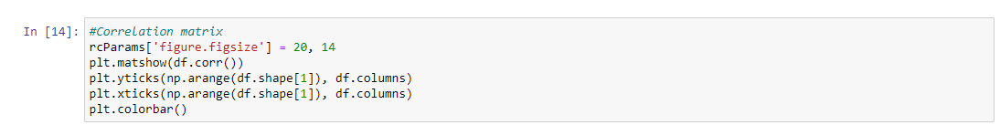 In [14]: #Correlation matrix
rcParams['figure.figsize'] = 20, 14
plt.matshow(df.corr())
plt.yticks(np.arange(df.shape[1]), df.columns)
plt.xticks(np.arange(df.shape[1]), df.columns)
plt.colorbar()